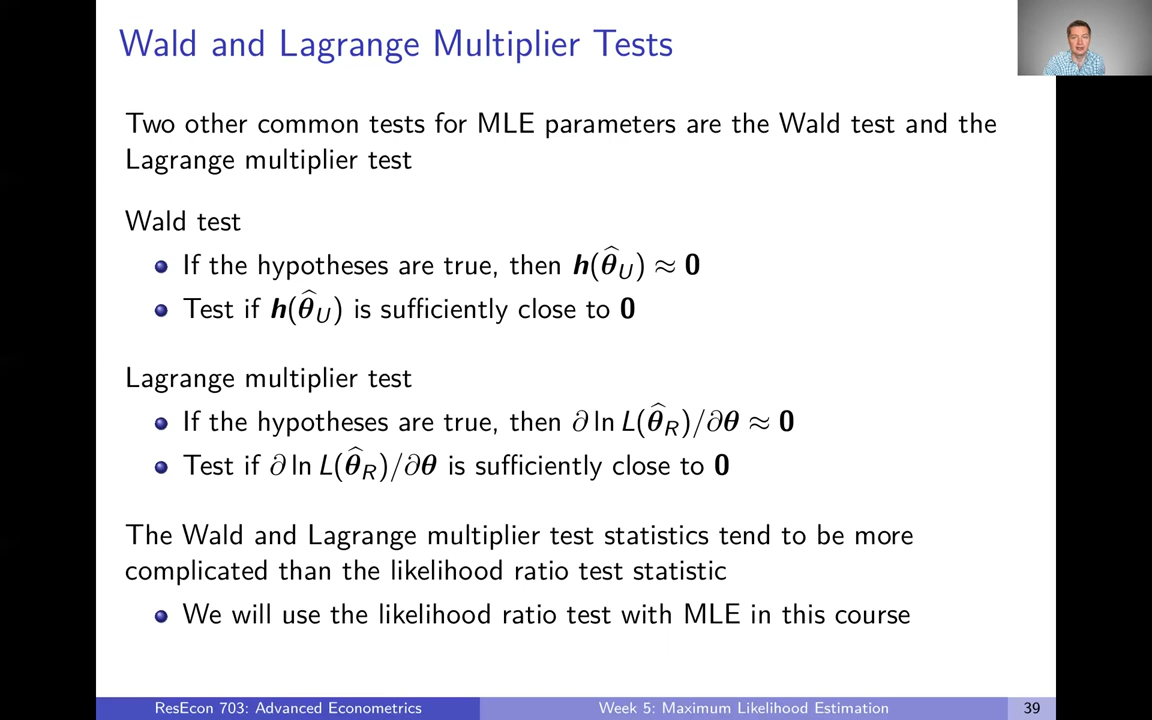 Wald and Lagrange Multiplier Tests
Two other common tests for MLE parameters are the Wald test and the
Lagrange multiplier test
Wald test
If the hypotheses are true, then h(θ̂_U) ≈ 0
Test if h(θ̂_U) is sufficiently close to 0
Lagrange multiplier test
If the hypotheses are true, then ∂ ln L(θ̂_R)/∂θ ≈ 0
Test if ∂ ln L(θ̂_R)/∂θ is sufficiently close to 0
The Wald and Lagrange multiplier test statistics tend to be more
complicated than the likelihood ratio test statistic
We will use the likelihood ratio test with MLE in this course
ResEcon 703: Advanced Econometrics Week 5: Maximum Likelihood Estimation 39